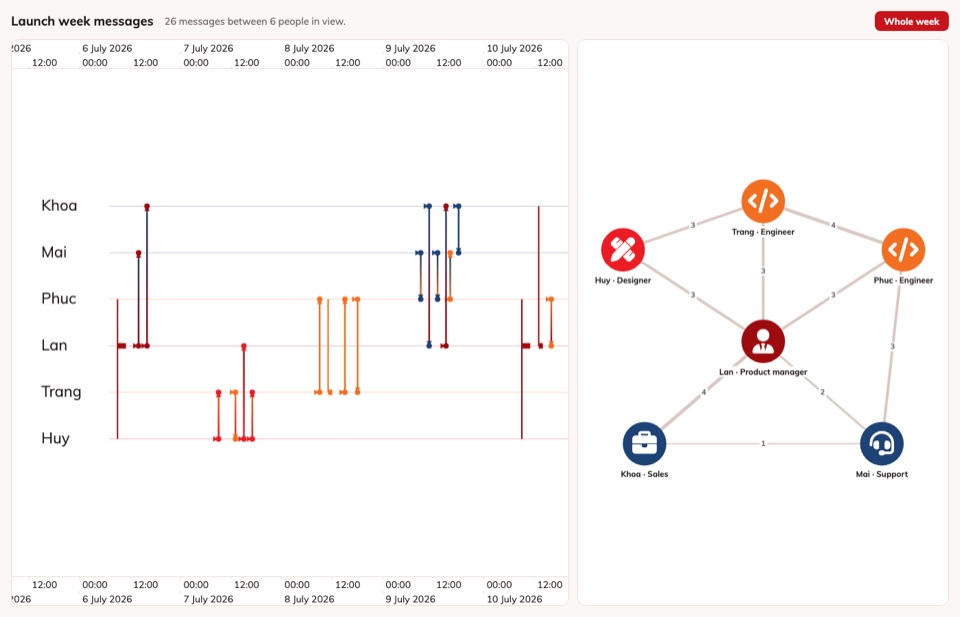 Launch week messages 26 messages between 6 people in view. Whole week
2026 6 July 2026 7 July 2026 8 July 2026 9 July 2026 10 July 2026
12:00 00:00 12:00 00:00 12:00 00:00 12:00 00:00 12:00 00:00 12:00
Khoa
Mai
Phuc
Lan
Trang
Huy
12:00 00:00 12:00 00:00 12:00 00:00 12:00 00:00 12:00 00:00 12:00
2026 6 July 2026 7 July 2026 8 July 2026 9 July 2026 10 July 2026
3 4
Trang · Engineer
3
Huy · Designer
Phuc · Engineer
3 3
3
Lan · Product manager
4 2
1
Khoa · Sales
Mai · Support